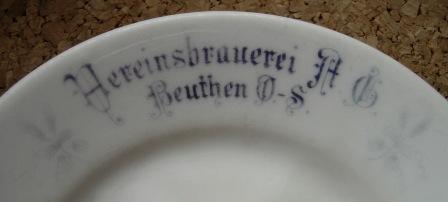 Vereinsbrauerei A G.
Beuthen O-S